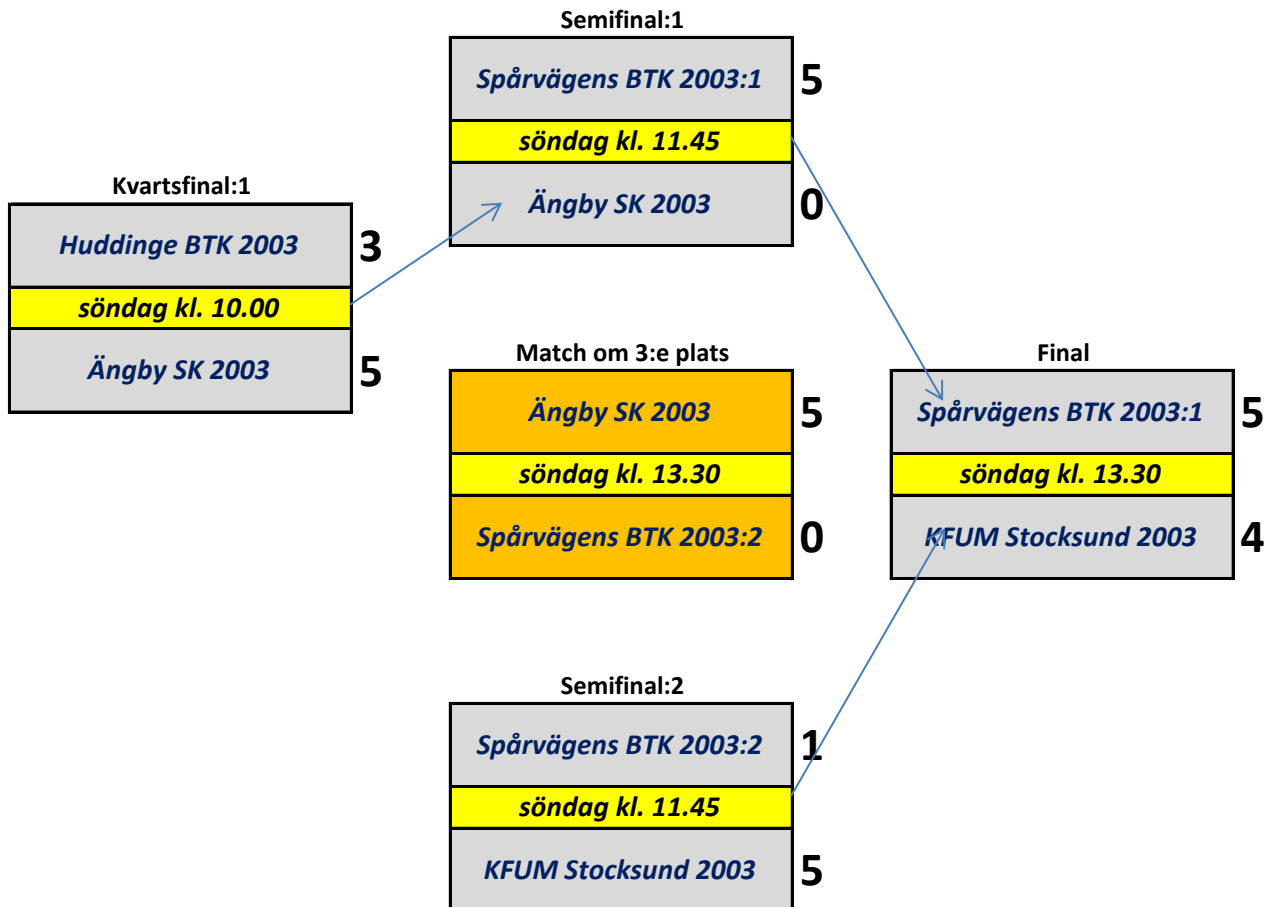 Semifinal:1
Spårvägens BTK 2003:1 5
söndag kl. 11.45
Ängby SK 2003 0
Kvartsfinal:1
Huddinge BTK 2003 3
söndag kl. 10.00
Ängby SK 2003 5
Match om 3:e plats
Ängby SK 2003 5
söndag kl. 13.30
Spårvägens BTK 2003:2 0
Final
Spårvägens BTK 2003:1 5
söndag kl. 13.30
KFUM Stocksund 2003 4
Semifinal:2
Spårvägens BTK 2003:2 1
söndag kl. 11.45
KFUM Stocksund 2003 5